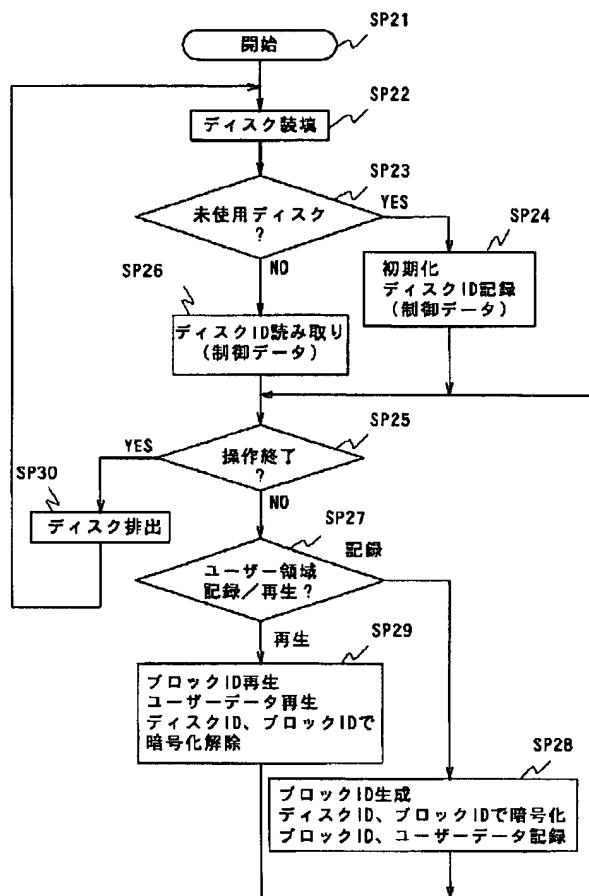 SP21
開始
SP22
ディスク装填
SP23
未使用ディスク
?
YES
NO
SP24
初期化
ディスクID記録
(制御データ)
SP26
ディスクID読み取り
(制御データ)
SP25
操作終了
?
YES
NO
SP30
ディスク排出
SP27
ユーザー領域
記録/再生?
記録
再生
SP29
ブロックID再生
ユーザーデータ再生
ディスクID、ブロックIDで
暗号化解除
SP28
ブロックID生成
ディスクID、ブロックIDで暗号化
ブロックID、ユーザーデータ記録